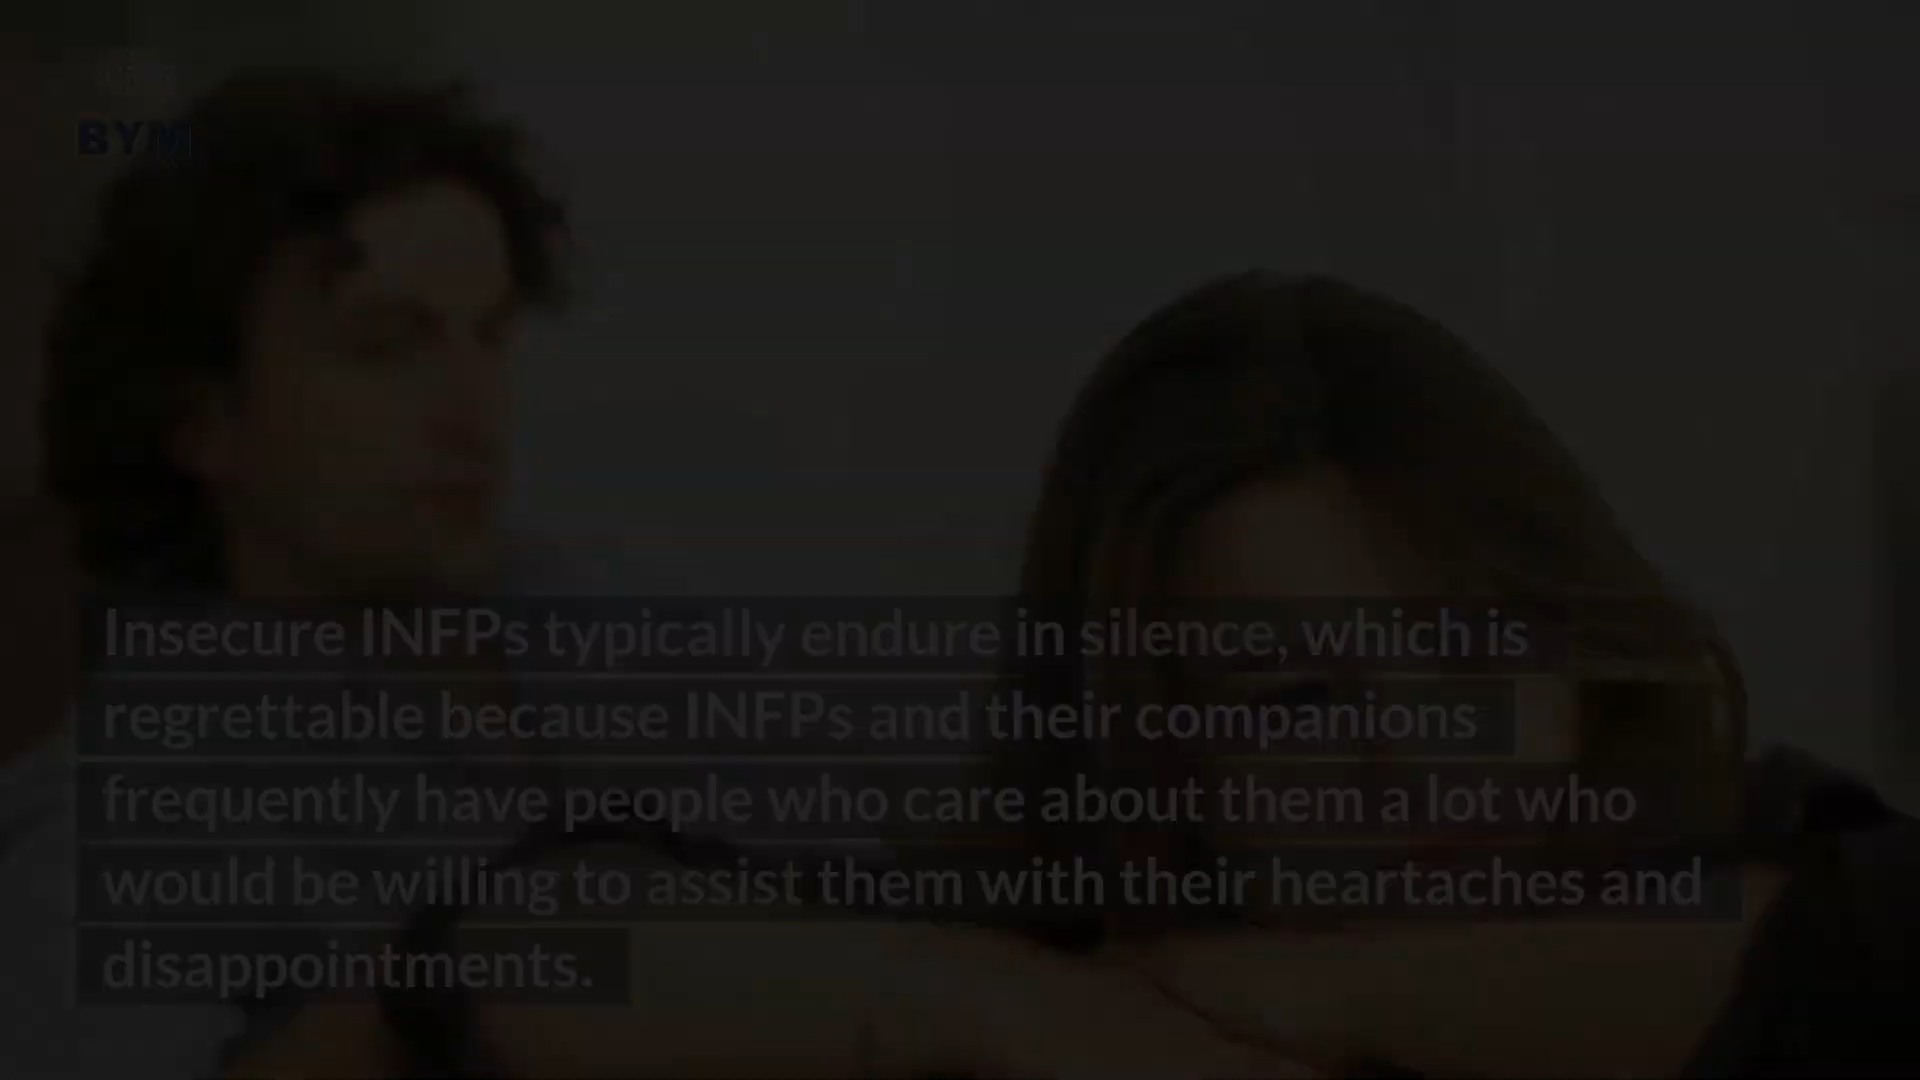 BYM
Insecure INFPs typically endure in silence, which is
regrettable because INFPs and their companions
frequently have people who care about them a lot who
would be willing to assist them with their heartaches and
disappointments.